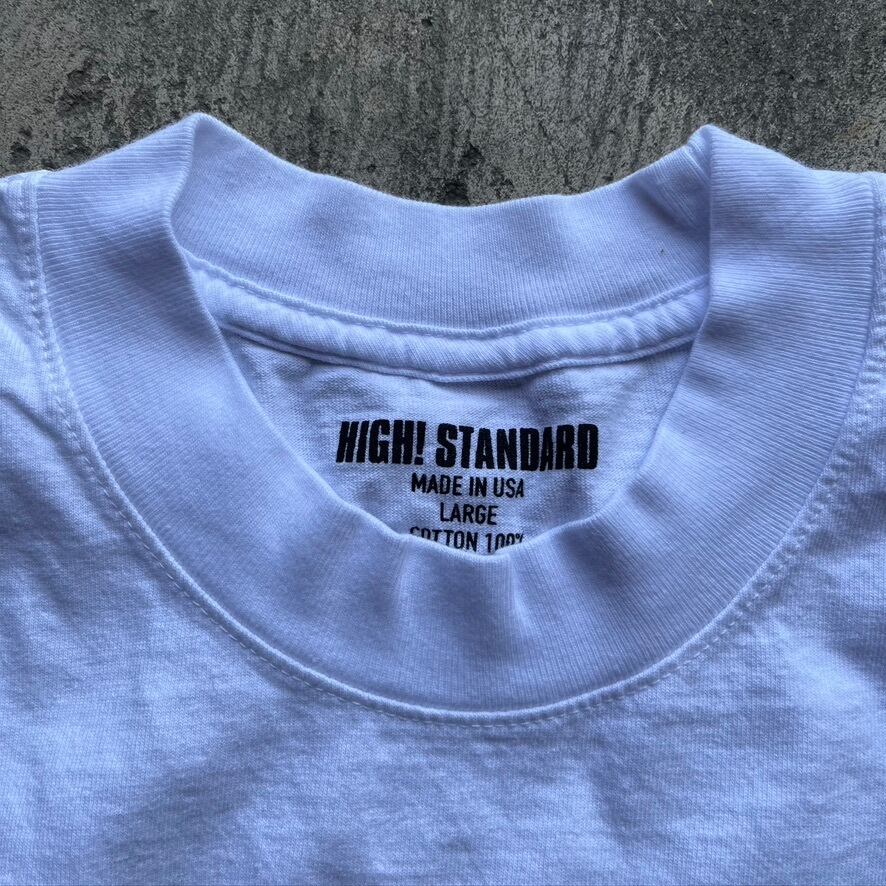 HIGH! STANDARD
MADE IN USA
LARGE
COTTON 100%